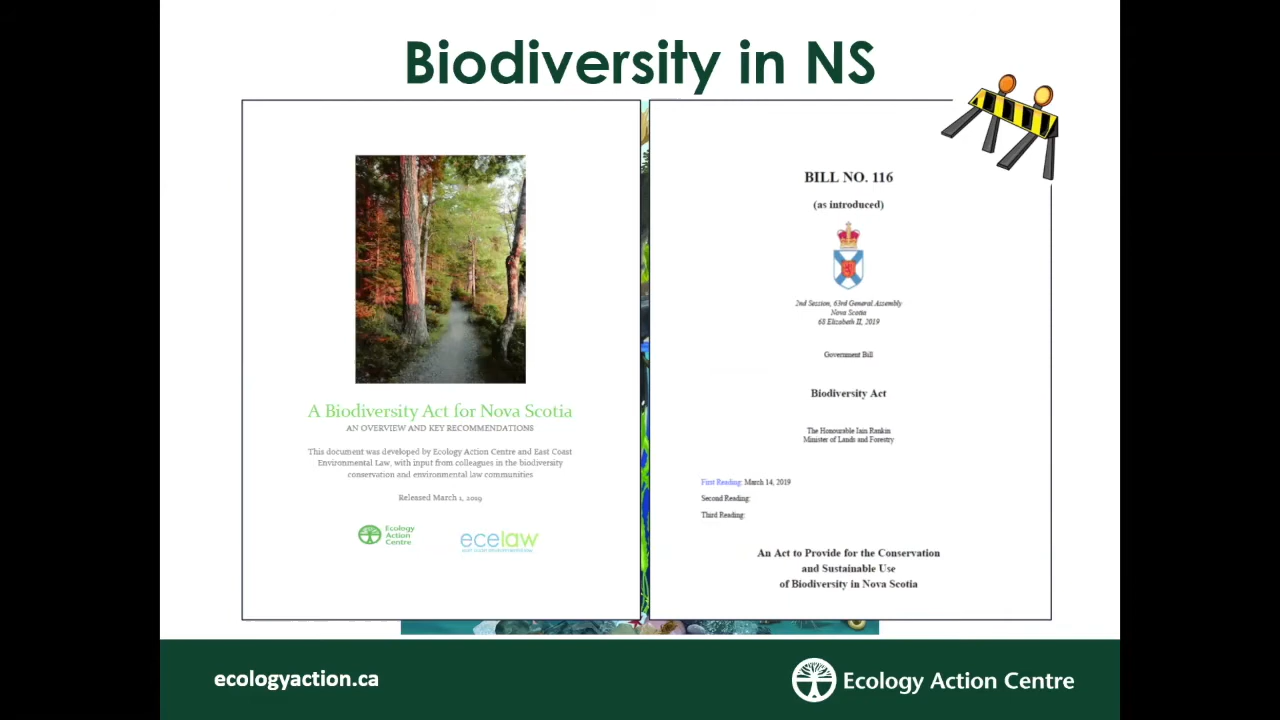 Biodiversity in NS
A Biodiversity Act for Nova Scotia
AN OVERVIEW AND KEY RECOMMENDATIONS
This document was developed by Ecology Action Centre and East Coast
Environmental Law, with input from colleagues in the biodiversity
conservation and environmental law communities
Released March 1, 2019
Ecology
Action
Centre
ecelaw
BILL NO. 116
(as introduced)
2nd Session, 63rd General Assembly
Nova Scotia
68 Elizabeth II, 2019
Government Bill
Biodiversity Act
The Honourable Iain Rankin
Minister of Lands and Forestry
First Reading: March 14, 2019
Second Reading:
Third Reading:
An Act to Provide for the Conservation
and Sustainable Use
of Biodiversity in Nova Scotia
ecologyaction.ca
Ecology Action Centre